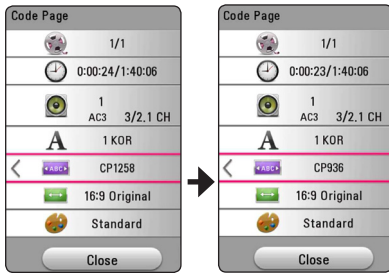 Code Page
1/1
0:00:24/1:40:06
1
AC3 3/2.1 CH
A 1 KOR
ABC CP1258
16:9 Original
Standard
Close
Code Page
1/1
0:00:23/1:40:06
1
AC3 3/2.1 CH
A 1 KOR
ABC CP936
16:9 Original
Standard
Close